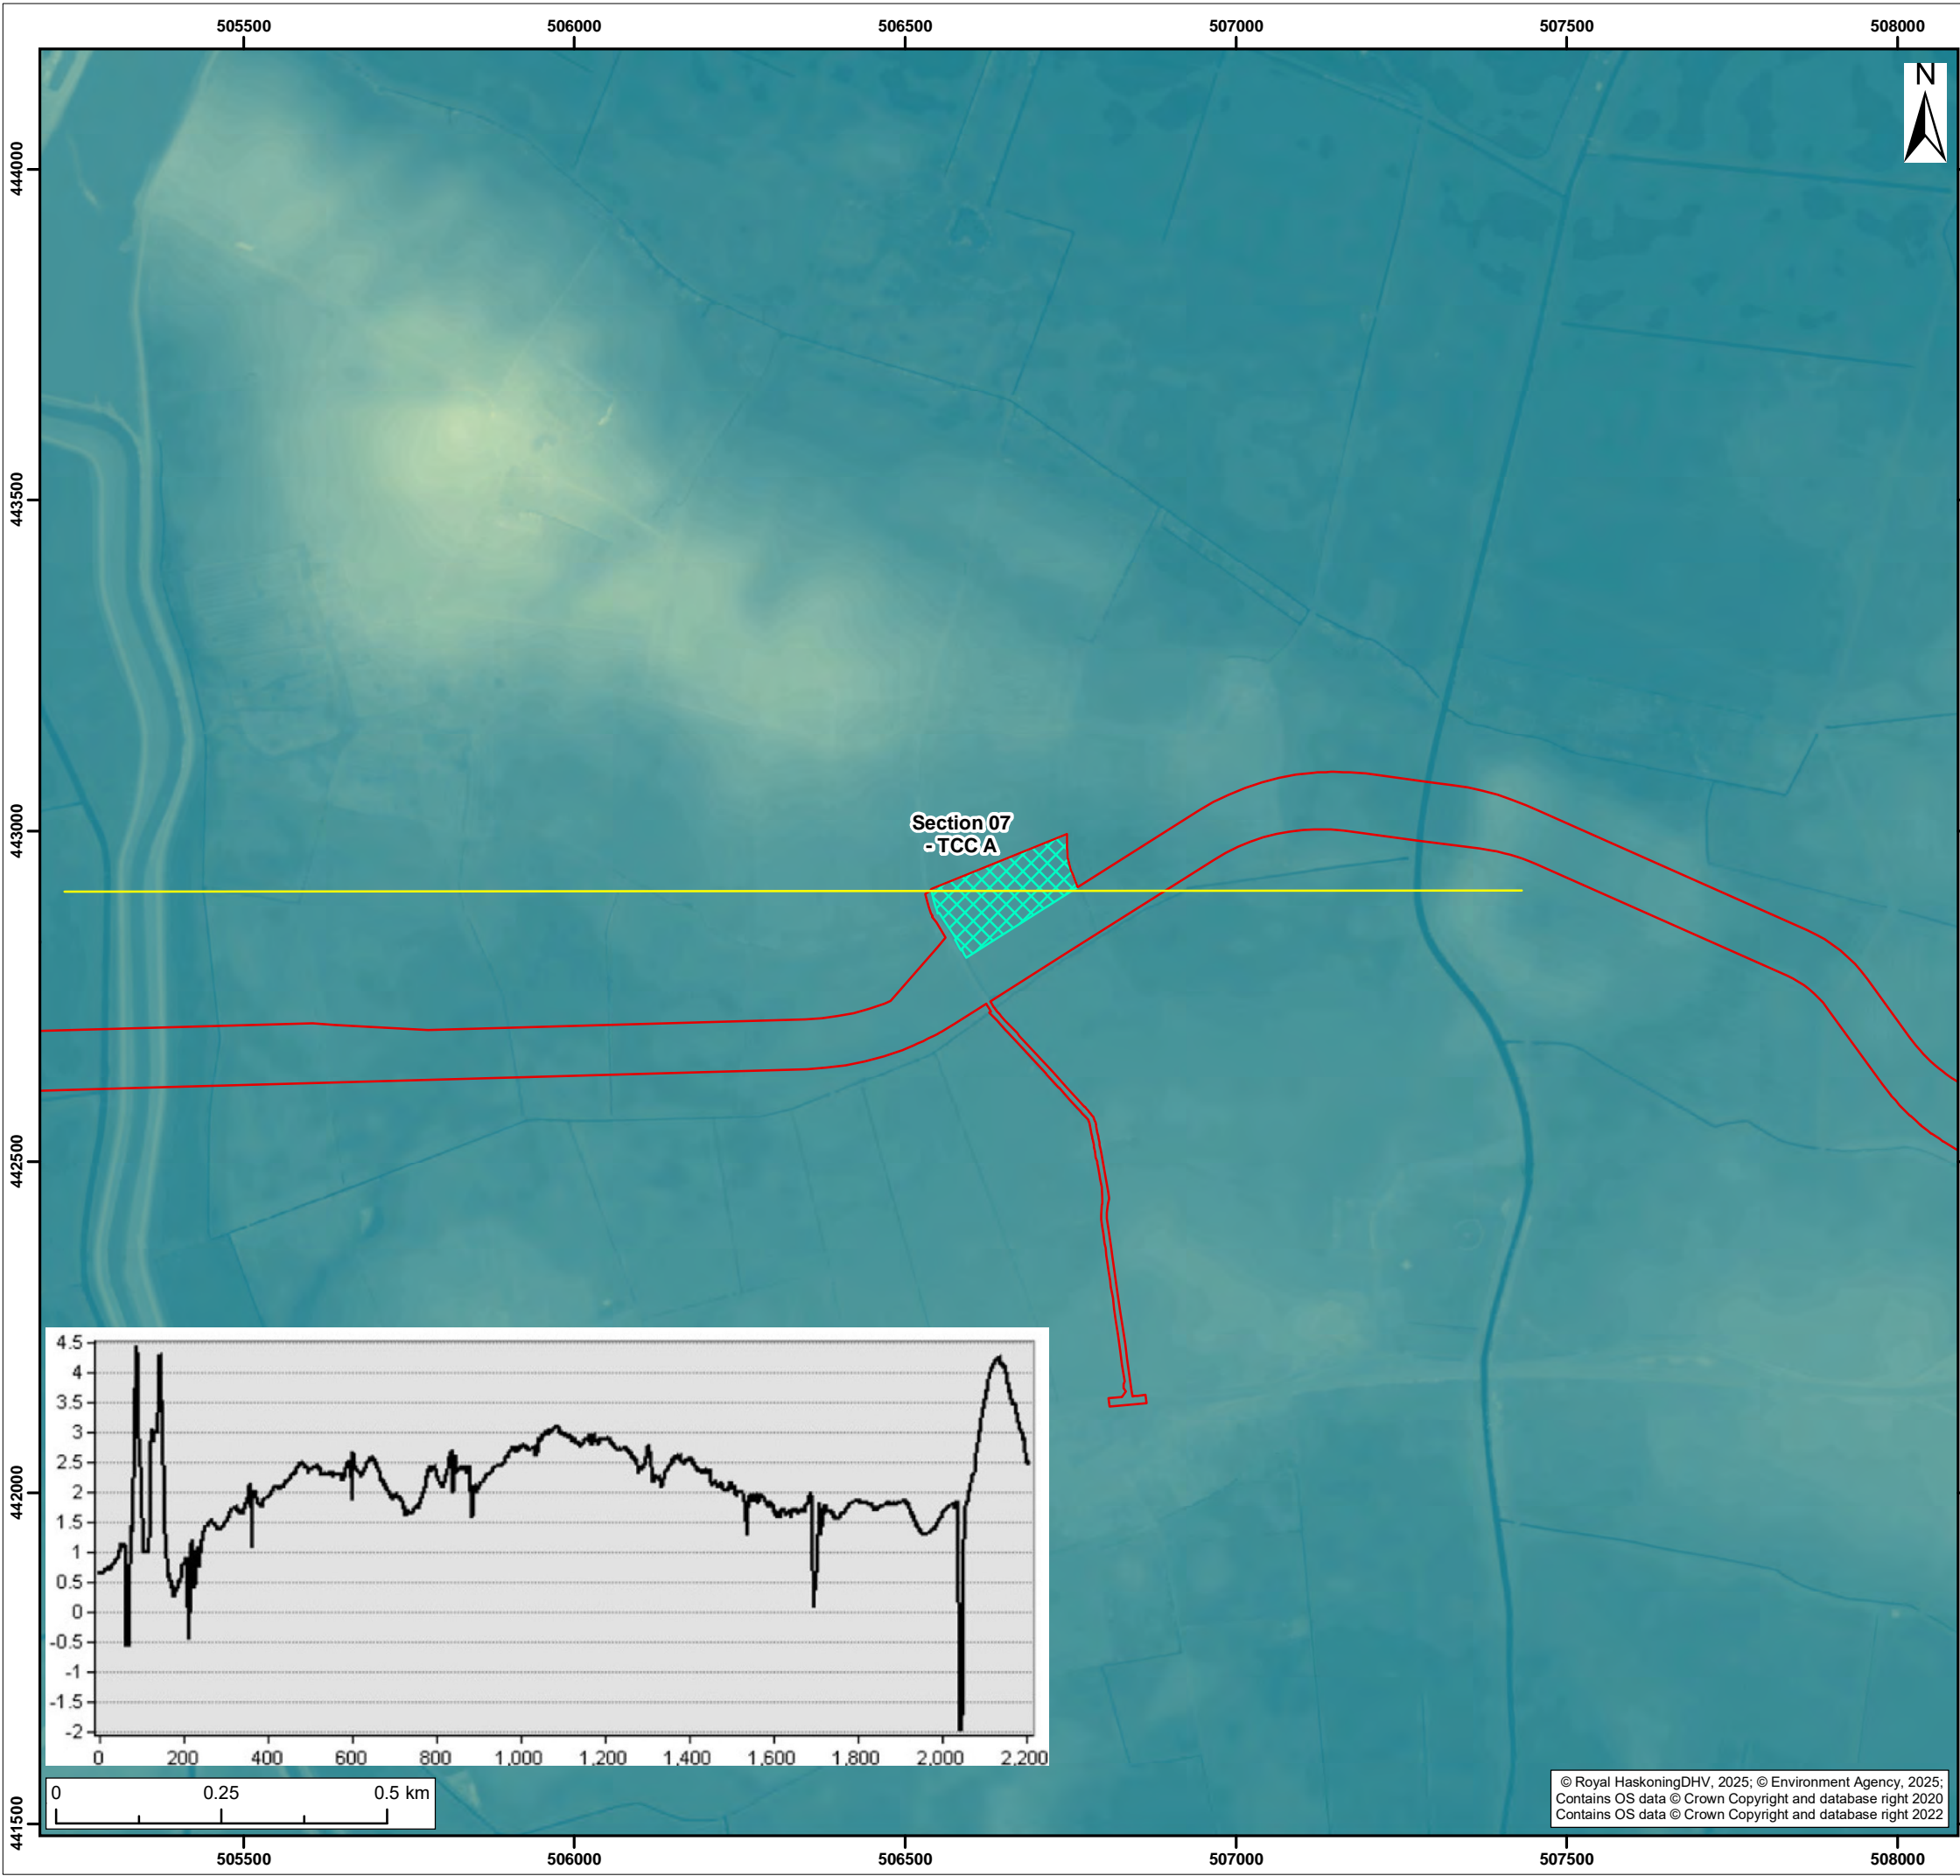 505500 506000 506500 507000 507500 508000
N
444000
443500
443000
442500
442000
441500
Section 07
- TCC A
4.5
4
3.5
3
2.5
2
1.5
1
0.5
0
-0.5
-1
-1.5
-2
0 200 400 600 800 1,000 1,200 1,400 1,600 1,800 2,000 2,200
0 0.25 0.5 km
© Royal HaskoningDHV, 2025; © Environment Agency, 2025;
Contains OS data © Crown Copyright and database right 2020
Contains OS data © Crown Copyright and database right 2022
505500 506000 506500 507000 507500 508000